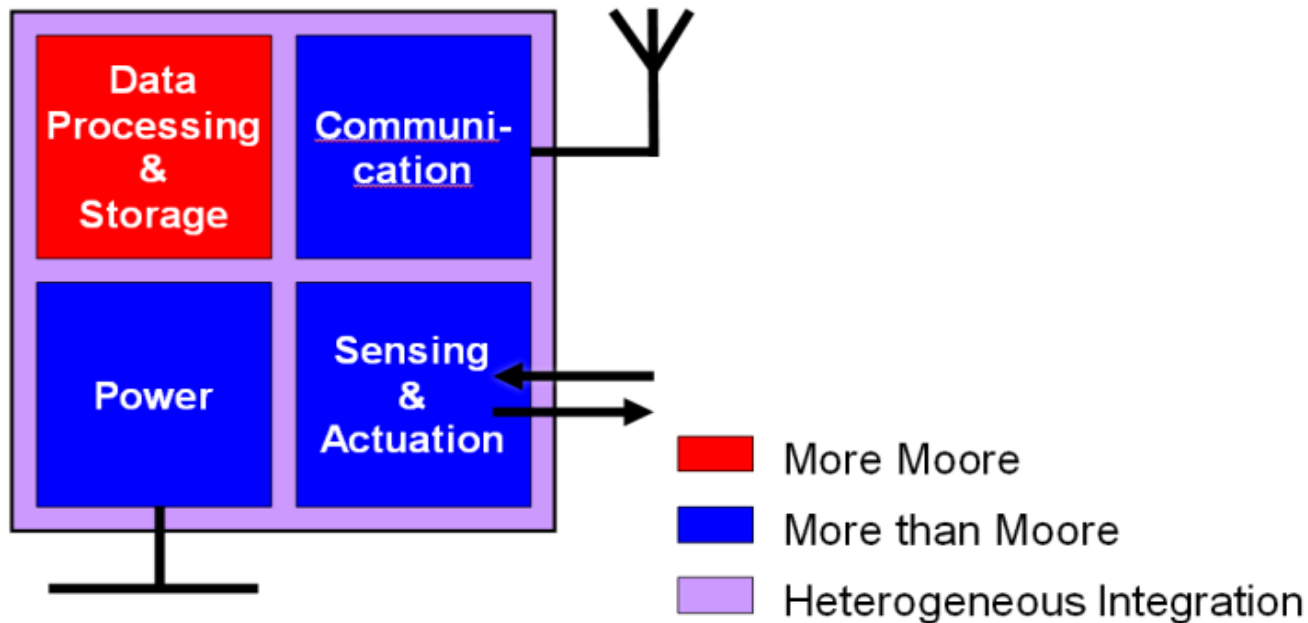 Data
Processing
&
Storage
Communi-
cation
Power
Sensing
&
Actuation
More Moore
More than Moore
Heterogeneous Integration